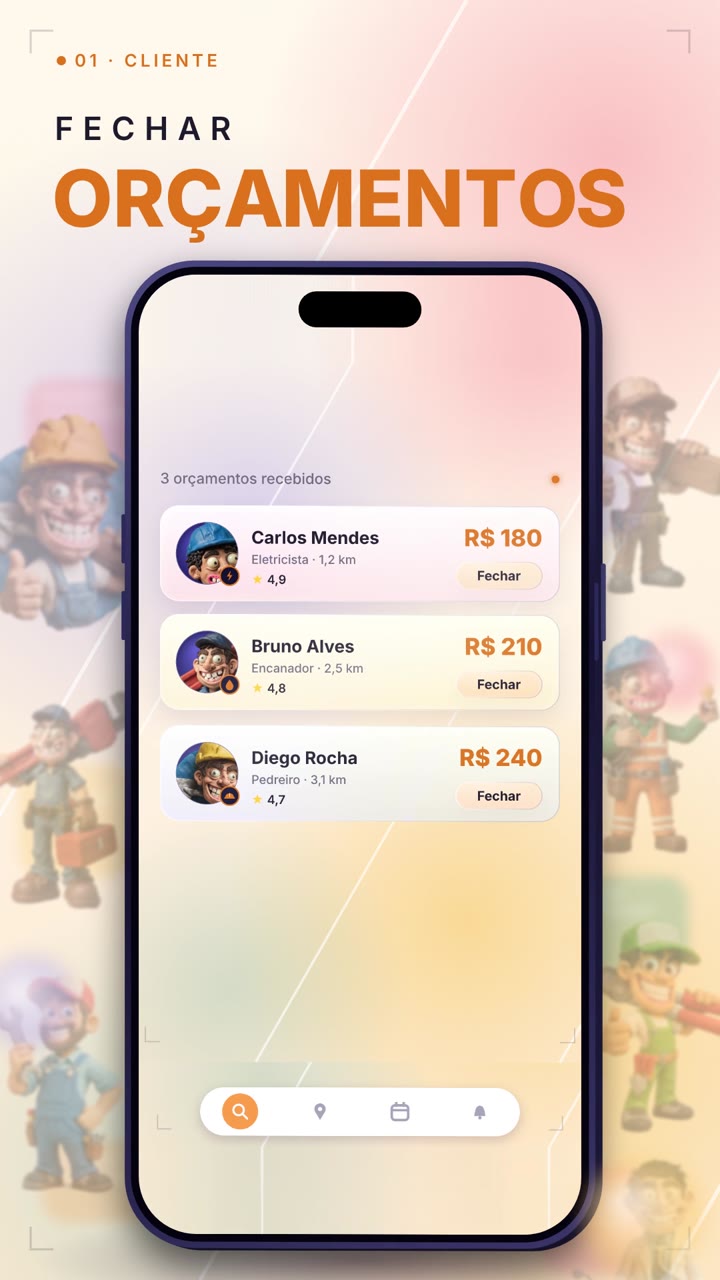 01 · CLIENTE
FECHAR
ORÇAMENTOS
3 orçamentos recebidos
Carlos Mendes
R$ 180
Eletricista · 1,2 km
★ 4,9
Fechar
Bruno Alves
R$ 210
Encanador · 2,5 km
★ 4,8
Fechar
Diego Rocha
R$ 240
Pedreiro · 3,1 km
★ 4,7
Fechar